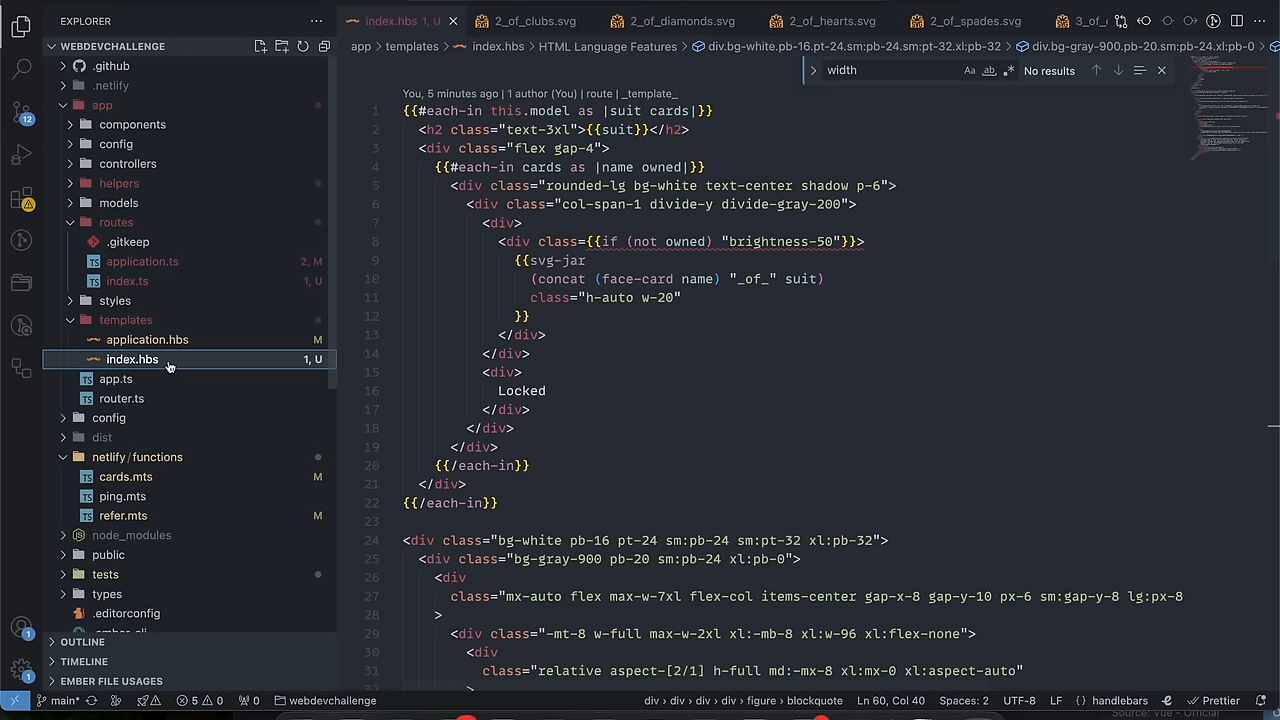 EXPLORER
index.hbs 1, U
2_of_clubs.svg
2_of_diamonds.svg
2_of_hearts.svg
2_of_spades.svg
3_of_
WEBDEVCHALLENGE
app > templates > index.hbs > HTML Language Features > div.bg-white.pb-16.pt-24.sm:pb-24.sm:pt-32.xl:pb-32 > div.bg-gray-900.pb-20.sm:pb-24.xl:pb-0 >
width
Aa
ab
No results
.github
.netlify
app
components
config
controllers
helpers
models
routes
.gitkeep
application.ts 2, M
index.ts 1, U
styles
templates
application.hbs M
index.hbs 1, U
app.ts
router.ts
config
dist
netlify/functions
cards.mts M
ping.mts
refer.mts M
node_modules
public
tests
types
.editorconfig
OUTLINE
TIMELINE
EMBER FILE USAGES
12
1
1
You, 5 minutes ago | 1 author (You) | route | _template_
1 {{#each-in this.model as |suit cards|}}
2 <h2 class="text-3xl">{{suit}}</h2>
3 <div class="flex gap-4">
4 {{#each-in cards as |name owned|}}
5 <div class="rounded-lg bg-white text-center shadow p-6">
6 <div class="col-span-1 divide-y divide-gray-200">
7 <div>
8 <div class={{if (not owned) "brightness-50"}}>
9 {{svg-jar
10 (concat (face-card name) "_of_" suit)
11 class="h-auto w-20"
12 }}
13 </div>
14 </div>
15 <div>
16 Locked
17 </div>
18 </div>
19 </div>
20 {{/each-in}}
21 </div>
22 {{/each-in}}
23
24 <div class="bg-white pb-16 pt-24 sm:pb-24 sm:pt-32 xl:pb-32">
25 <div class="bg-gray-900 pb-20 sm:pb-24 xl:pb-0">
26 <div
27 class="mx-auto flex max-w-7xl flex-col items-center gap-x-8 gap-y-10 px-6 sm:gap-y-8 lg:px-8
28 >
29 <div class="-mt-8 w-full max-w-2xl xl:-mb-8 xl:w-96 xl:flex-none">
30 <div
31 class="relative aspect-[2/1] h-full md:-mx-8 xl:mx-0 xl:aspect-auto"
32 >
main* 5 0 0 webdevchallenge div > div > div > div > figure > blockquote Ln 60, Col 40 Spaces: 2 UTF-8 LF {} handlebars Prettier